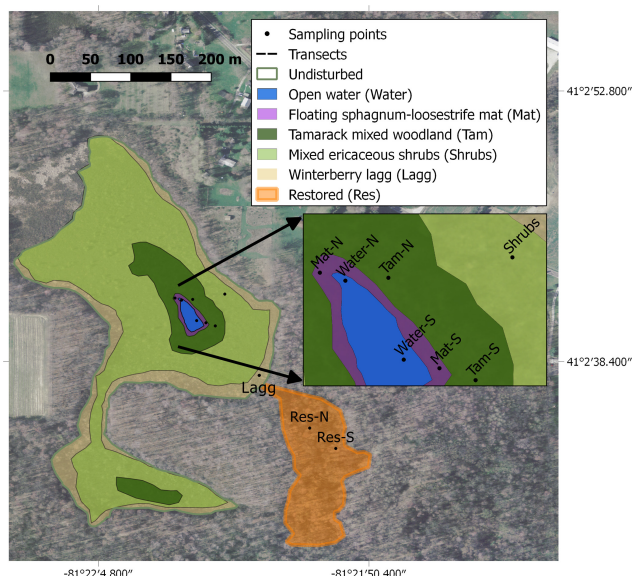 Sampling points
0 50 100 150 200 m
Transects
Undisturbed
Open water (Water)
Floating sphagnum-loosestrife mat (Mat)
Tamarack mixed woodland (Tam)
Mixed ericaceous shrubs (Shrubs)
Winterberry lagg (Lagg)
Restored (Res)
41°2′52.800″
Mat-N
Water-N
Tam-N
Shrubs
Water-S
Mat-S
Tam-S
41°2′38.400″
Lagg
Res-N
Res-S
-81°22′4.800″
-81°21′50.400″